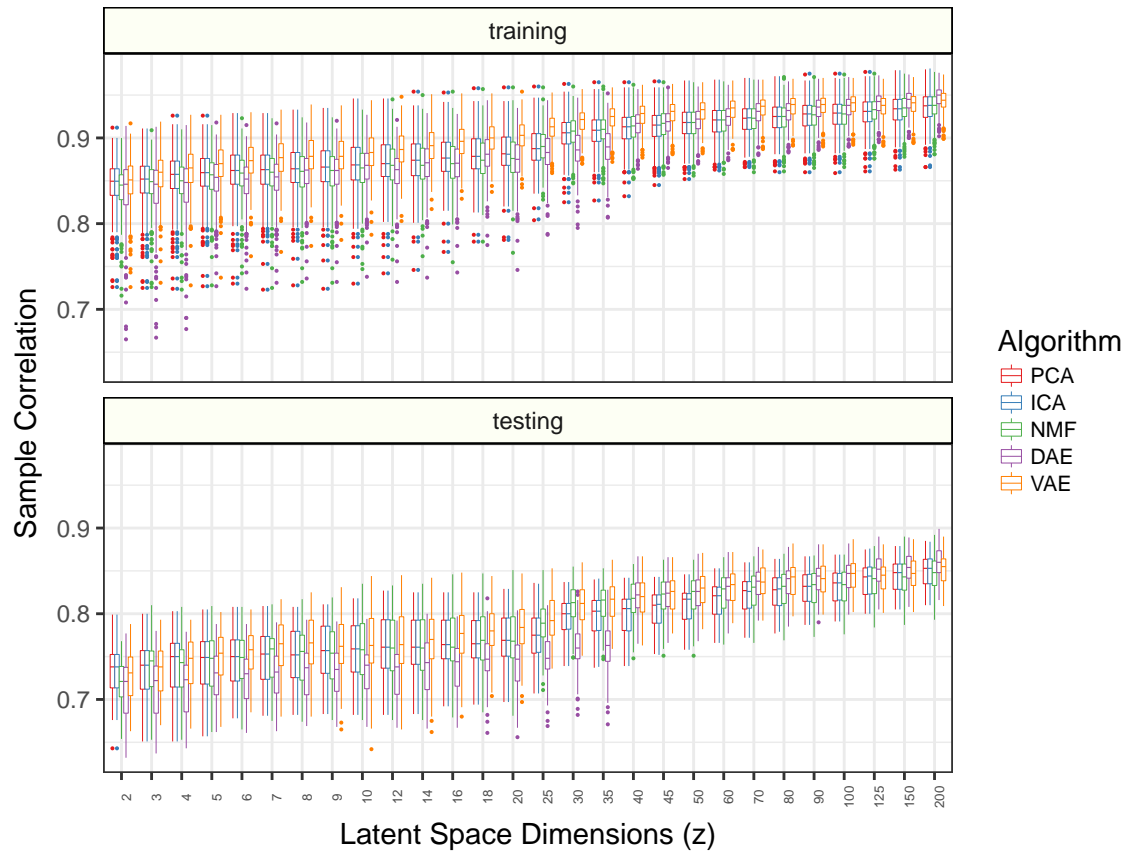 training
0.9
0.8
0.7
testing
0.9
0.8
0.7
Sample Correlation
2 3 4 5 6 7 8 9 10 12 14 16 18 20 25 30 35 40 45 50 60 70 80 90 100 125 150 200
Latent Space Dimensions (z)
Algorithm
PCA
ICA
NMF
DAE
VAE